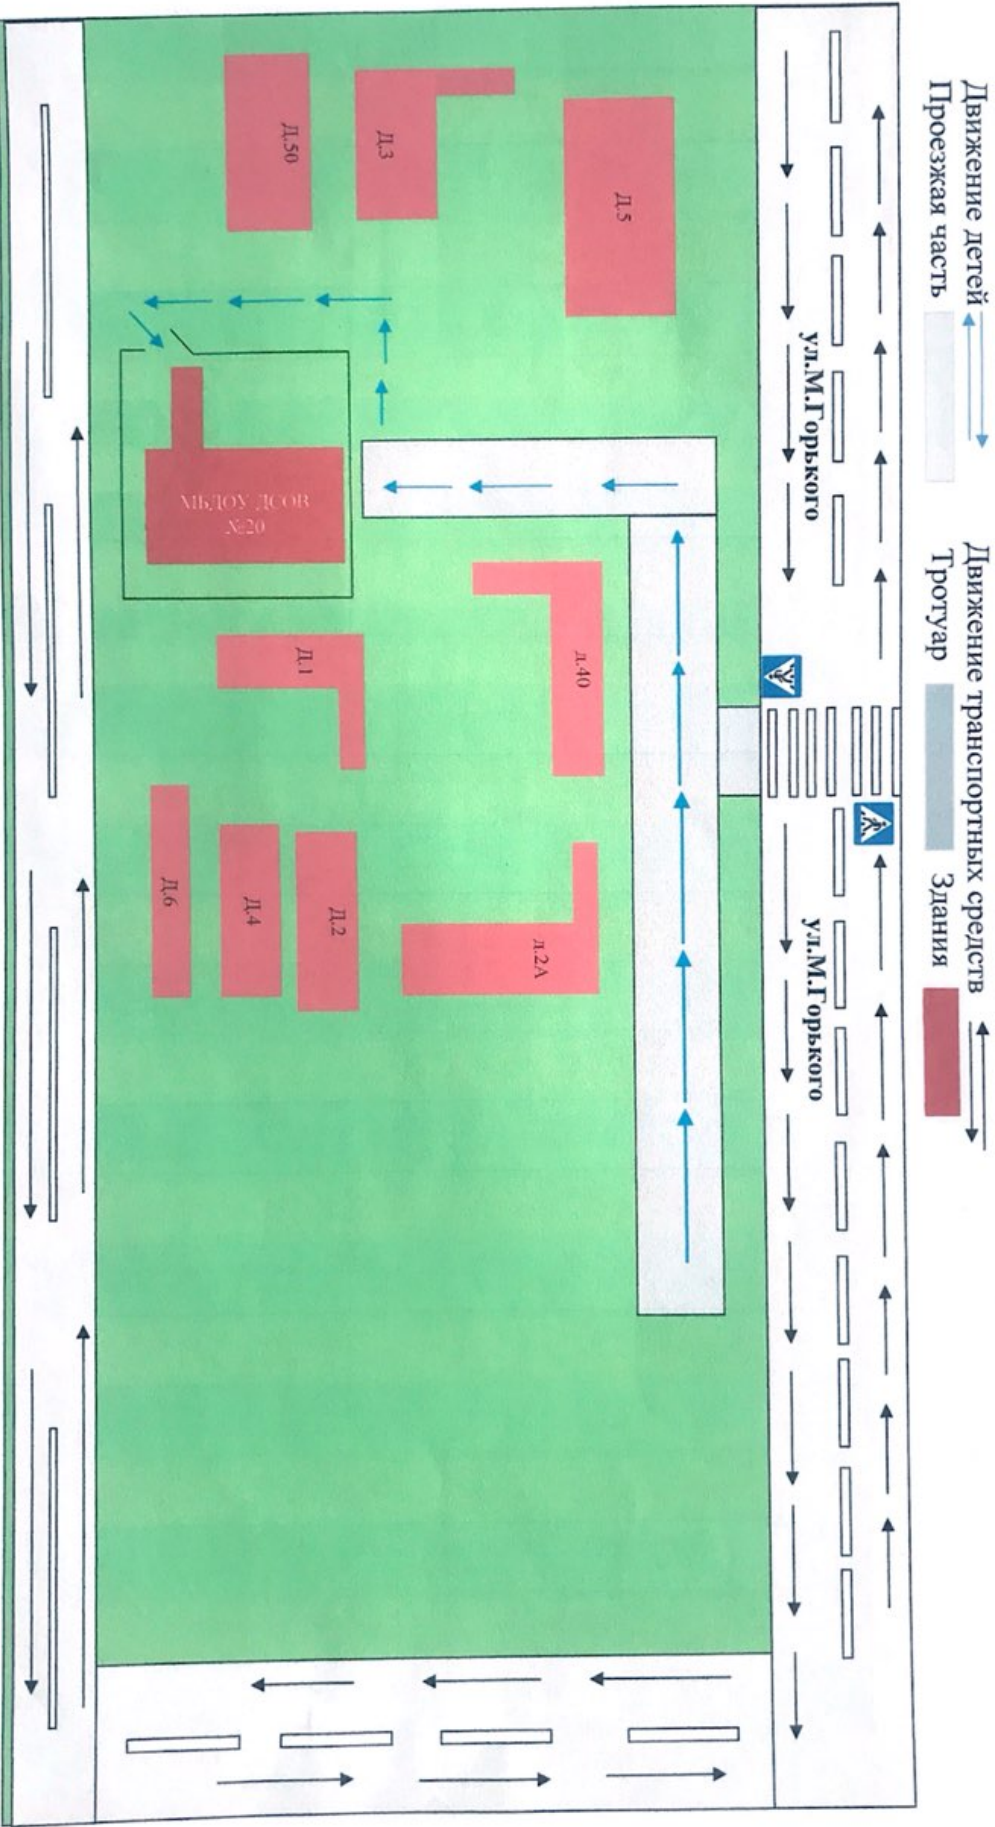 Движение детей
Движение транспортных средств
Проезжая часть
Тротуар
Здания
ул.М.Горького
ул.М.Горького
Д.5
Д.3
Д.50
д.40
д.2А
МБДОУ ДСОВ
№20
Д.1
Д.2
Д.4
Д.6